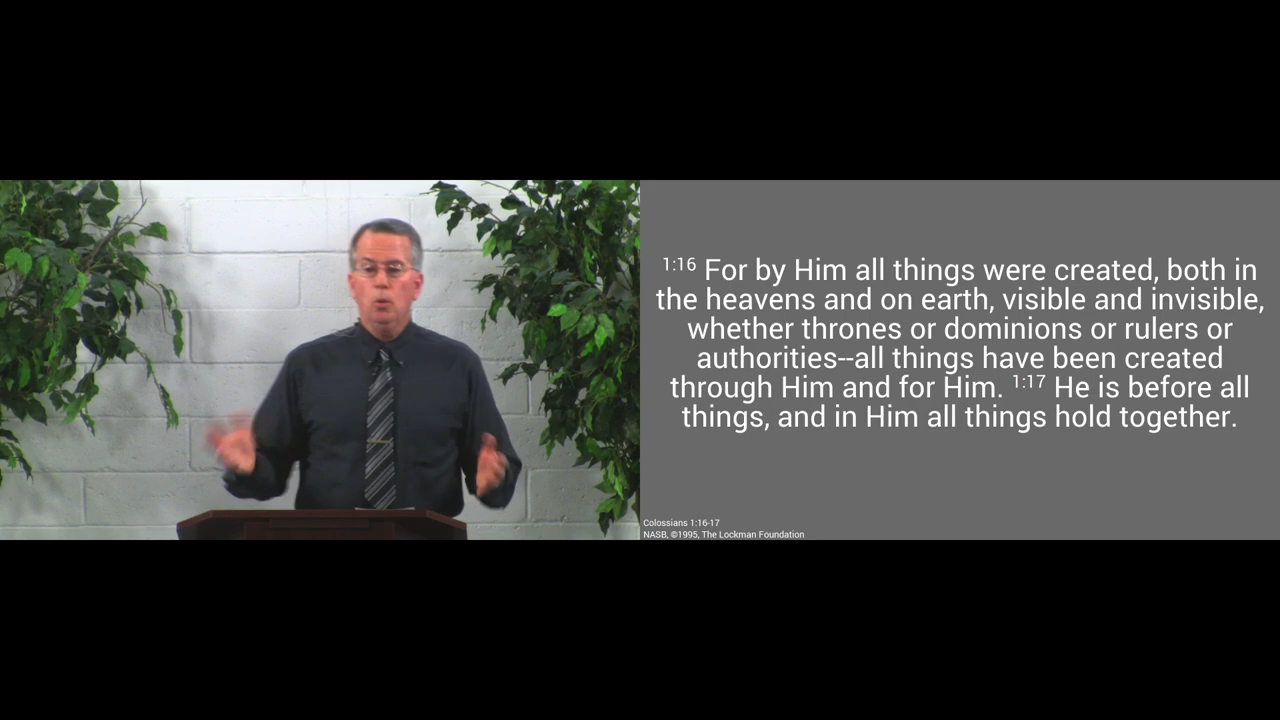 1:16 For by Him all things were created, both in
the heavens and on earth, visible and invisible,
whether thrones or dominions or rulers or
authorities--all things have been created
through Him and for Him. 1:17 He is before all
things, and in Him all things hold together.
Colossians 1:16-17
NASB, ©1995, The Lockman Foundation